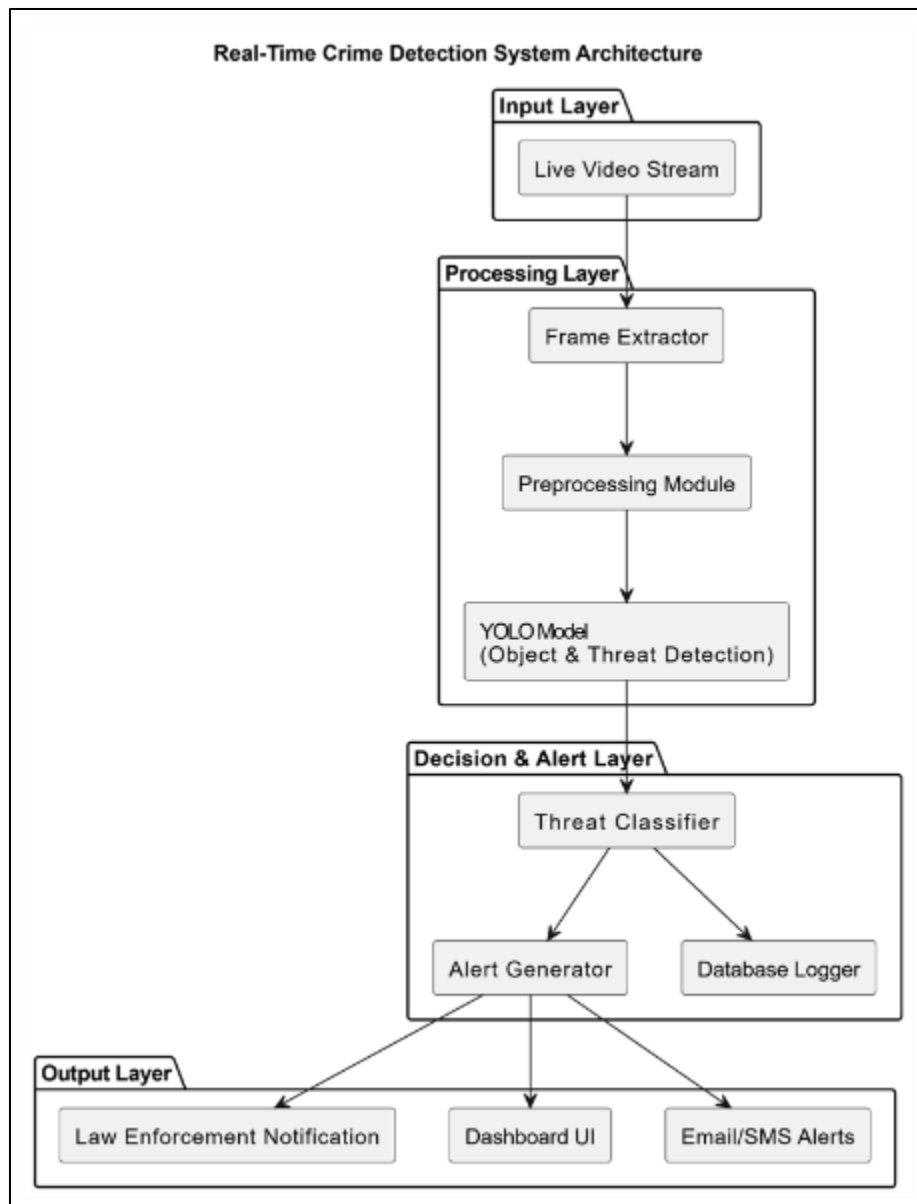 Real-Time Crime Detection System Architecture
Input Layer
Live Video Stream
Processing Layer
Frame Extractor
Preprocessing Module
YOLO Model
(Object & Threat Detection)
Decision & Alert Layer
Threat Classifier
Alert Generator
Database Logger
Output Layer
Law Enforcement Notification
Dashboard UI
Email/SMS Alerts